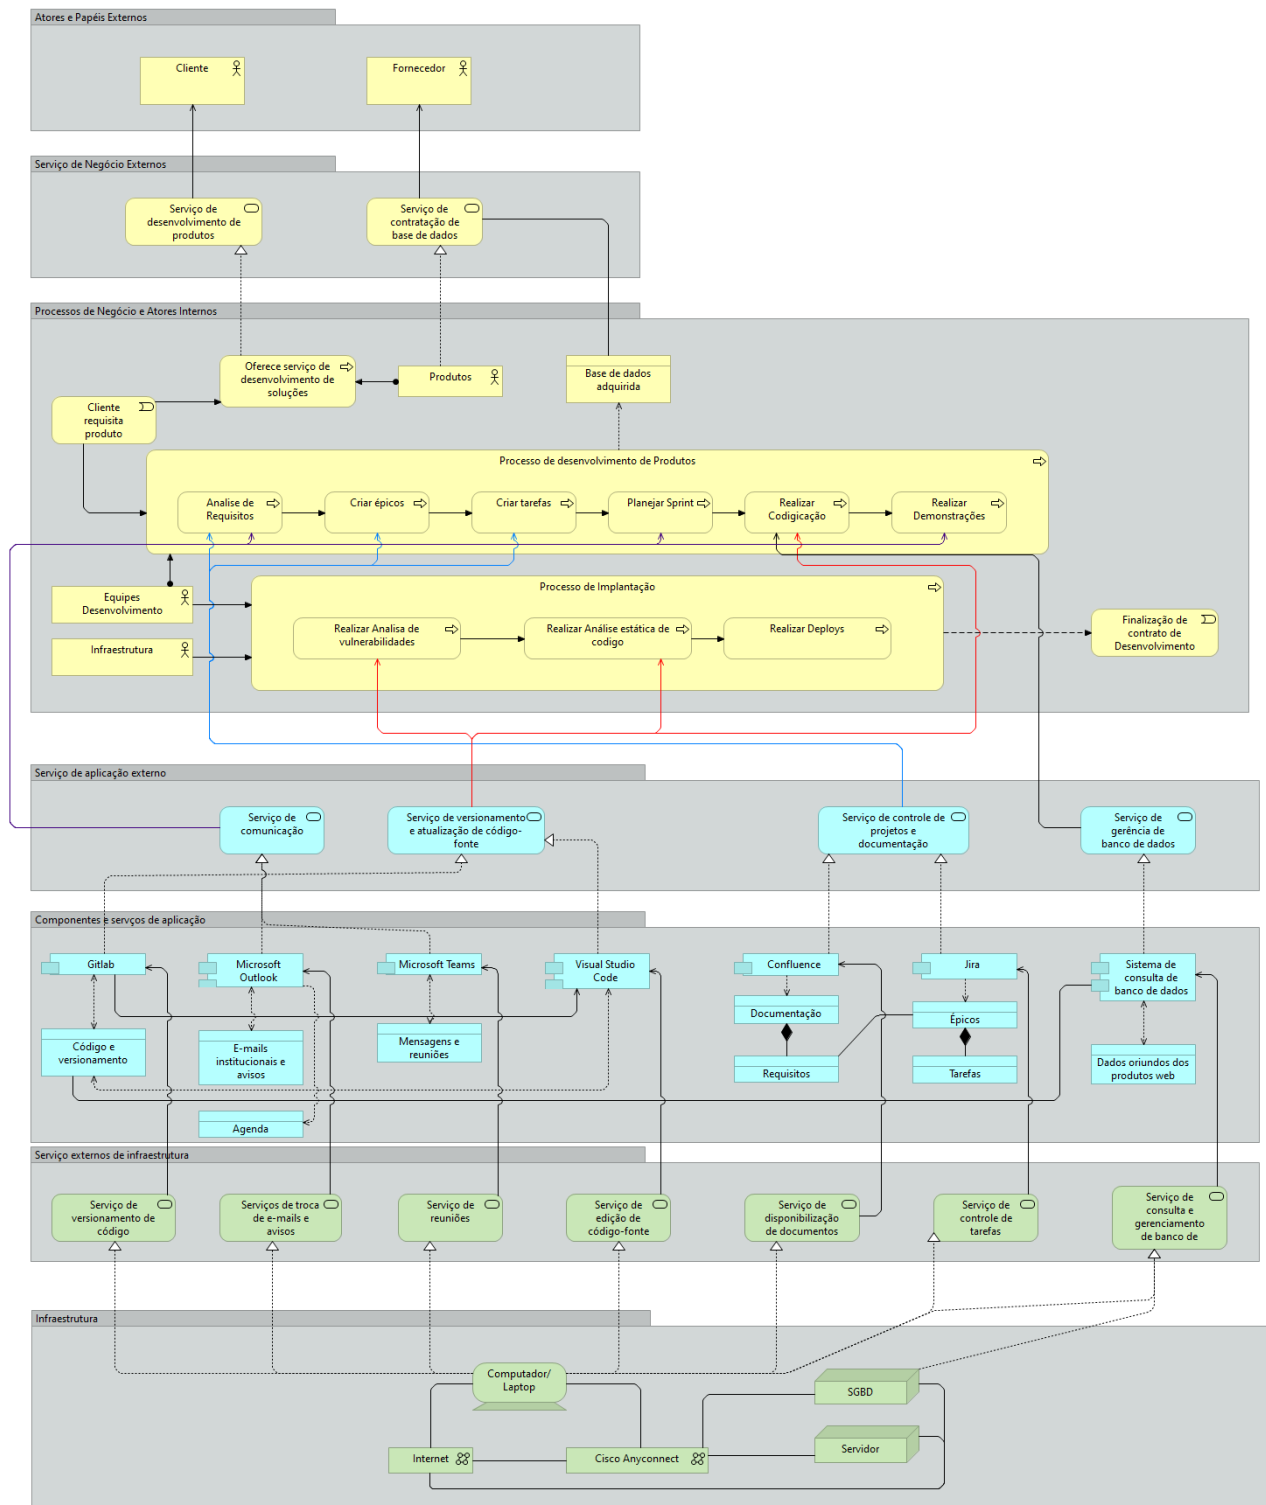 Atores e Papéis Externos
Cliente
Fornecedor
Serviço de Negócio Externos
Serviço de
desenvolvimento de
produtos
Serviço de
contratação de
base de dados
Processos de Negócio e Atores Internos
Oferece serviço de
desenvolvimento de
soluções
Produtos
Base de dados
adquirida
Cliente
requisita
produto
Processo de desenvolvimento de Produtos
Analise de
Requisitos
Criar épicos
Criar tarefas
Planejar Sprint
Realizar
Codigicação
Realizar
Demonstrações
Equipes
Desenvolvimento
Infraestrutura
Processo de Implantação
Realizar Analisa de
vulnerabilidades
Realizar Análise estática de
codigo
Realizar Deploys
Finalização de
contrato de
Desenvolvimento
Serviço de aplicação externo
Serviço de
comunicação
Serviço de versionamento
e atualização de código-
fonte
Serviço de controle de
projetos e
documentação
Serviço de
gerência de
banco de dados
Componentes e servços de aplicação
Gitlab
Microsoft
Outlook
Microsoft Teams
Visual Studio
Code
Confluence
Jira
Sistema de
consulta de
banco de dados
Código e
versionamento
E-mails
institucionais e
avisos
Mensagens e
reuniões
Documentação
Épicos
Requisitos
Tarefas
Dados oriundos dos
produtos web
Agenda
Serviço externos de infraestrutura
Serviço de
versionamento de
código
Serviços de troca
de e-mails e
avisos
Serviço de
reuniões
Serviço de
edição de
código-fonte
Serviço de
disponibilização
de documentos
Serviço de
controle de
tarefas
Serviço de
consulta e
gerenciamento
de banco de
Infraestrutura
Computador/
Laptop
SGBD
Internet
Cisco Anyconnect
Servidor